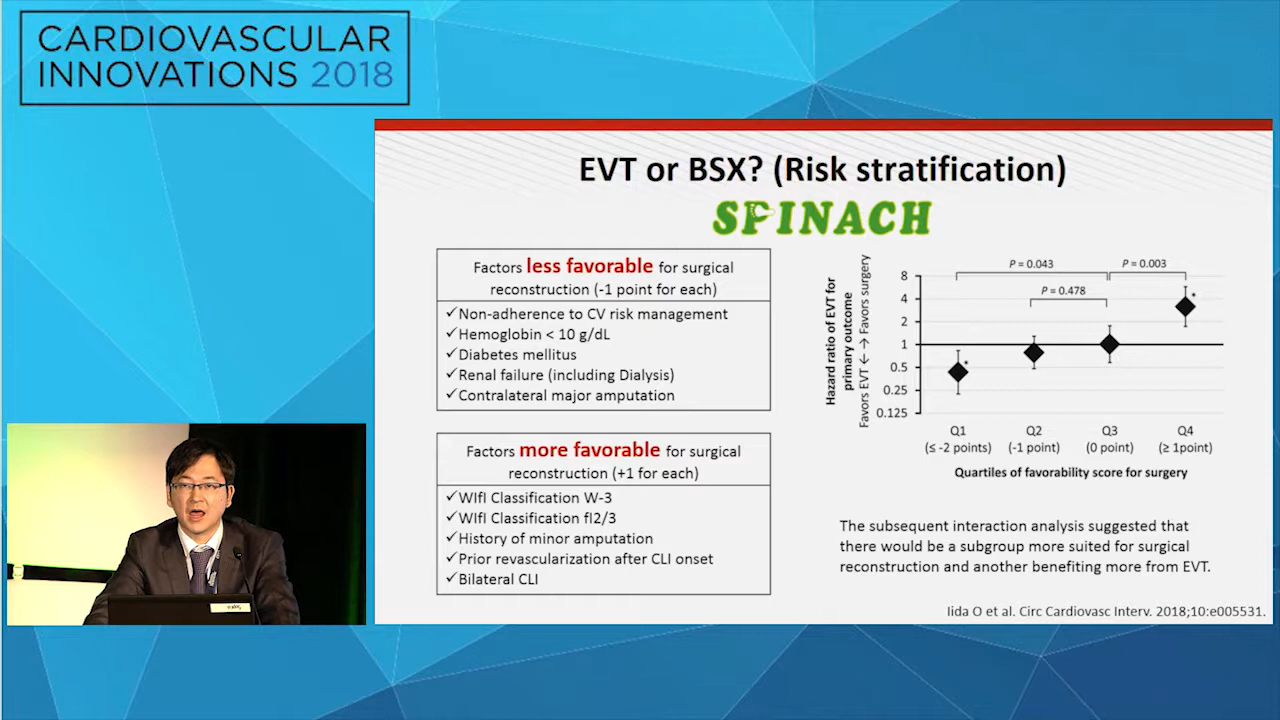 CARDIOVASCULAR
INNOVATIONS 2018
EVT or BSX? (Risk stratification)
SPINACH
Factors less favorable for surgical
reconstruction (-1 point for each)
✓Non-adherence to CV risk management
✓Hemoglobin < 10 g/dL
✓Diabetes mellitus
✓Renal failure (including Dialysis)
✓Contralateral major amputation
Factors more favorable for surgical
reconstruction (+1 for each)
✓WIfI Classification W-3
✓WIfI Classification fI2/3
✓History of minor amputation
✓Prior revascularization after CLI onset
✓Bilateral CLI
Hazard ratio of EVT for
primary outcome
Favors EVT ← → Favors surgery
8
4
2
1
0.5
0.25
0.125
P = 0.043
P = 0.003
P = 0.478
*
*
Q1
(≤ -2 points)
Q2
(-1 point)
Q3
(0 point)
Q4
(≥ 1point)
Quartiles of favorability score for surgery
The subsequent interaction analysis suggested that
there would be a subgroup more suited for surgical
reconstruction and another benefiting more from EVT.
Iida O et al. Circ Cardiovasc Interv. 2018;10:e005531.